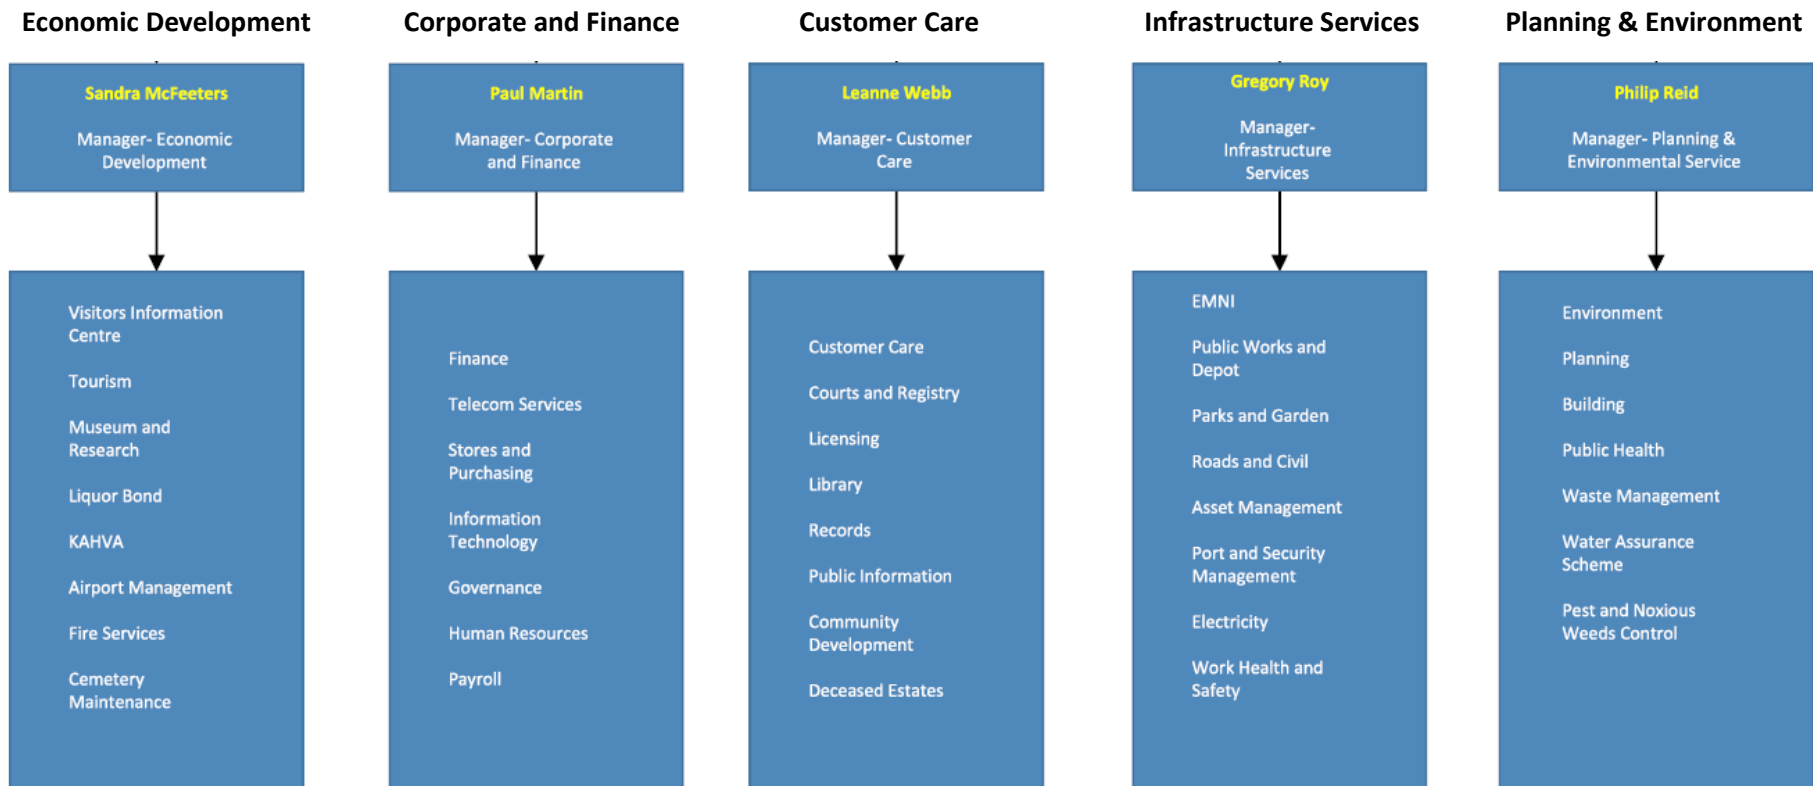 Economic Development
Corporate and Finance
Customer Care
Infrastructure Services
Planning & Environment
Sandra McFeeters
Manager- Economic
Development
Paul Martin
Manager- Corporate
and Finance
Leanne Webb
Manager- Customer
Care
Gregory Roy
Manager-
Infrastructure
Services
Philip Reid
Manager- Planning &
Environmental Service
Visitors Information
Centre
Tourism
Museum and
Research
Liquor Bond
KAHVA
Airport Management
Fire Services
Cemetery
Maintenance
Finance
Telecom Services
Stores and
Purchasing
Information
Technology
Governance
Human Resources
Payroll
Customer Care
Courts and Registry
Licensing
Library
Records
Public Information
Community
Development
Deceased Estates
EMNI
Public Works and
Depot
Parks and Garden
Roads and Civil
Asset Management
Port and Security
Management
Electricity
Work Health and
Safety
Environment
Planning
Building
Public Health
Waste Management
Water Assurance
Scheme
Pest and Noxious
Weeds Control